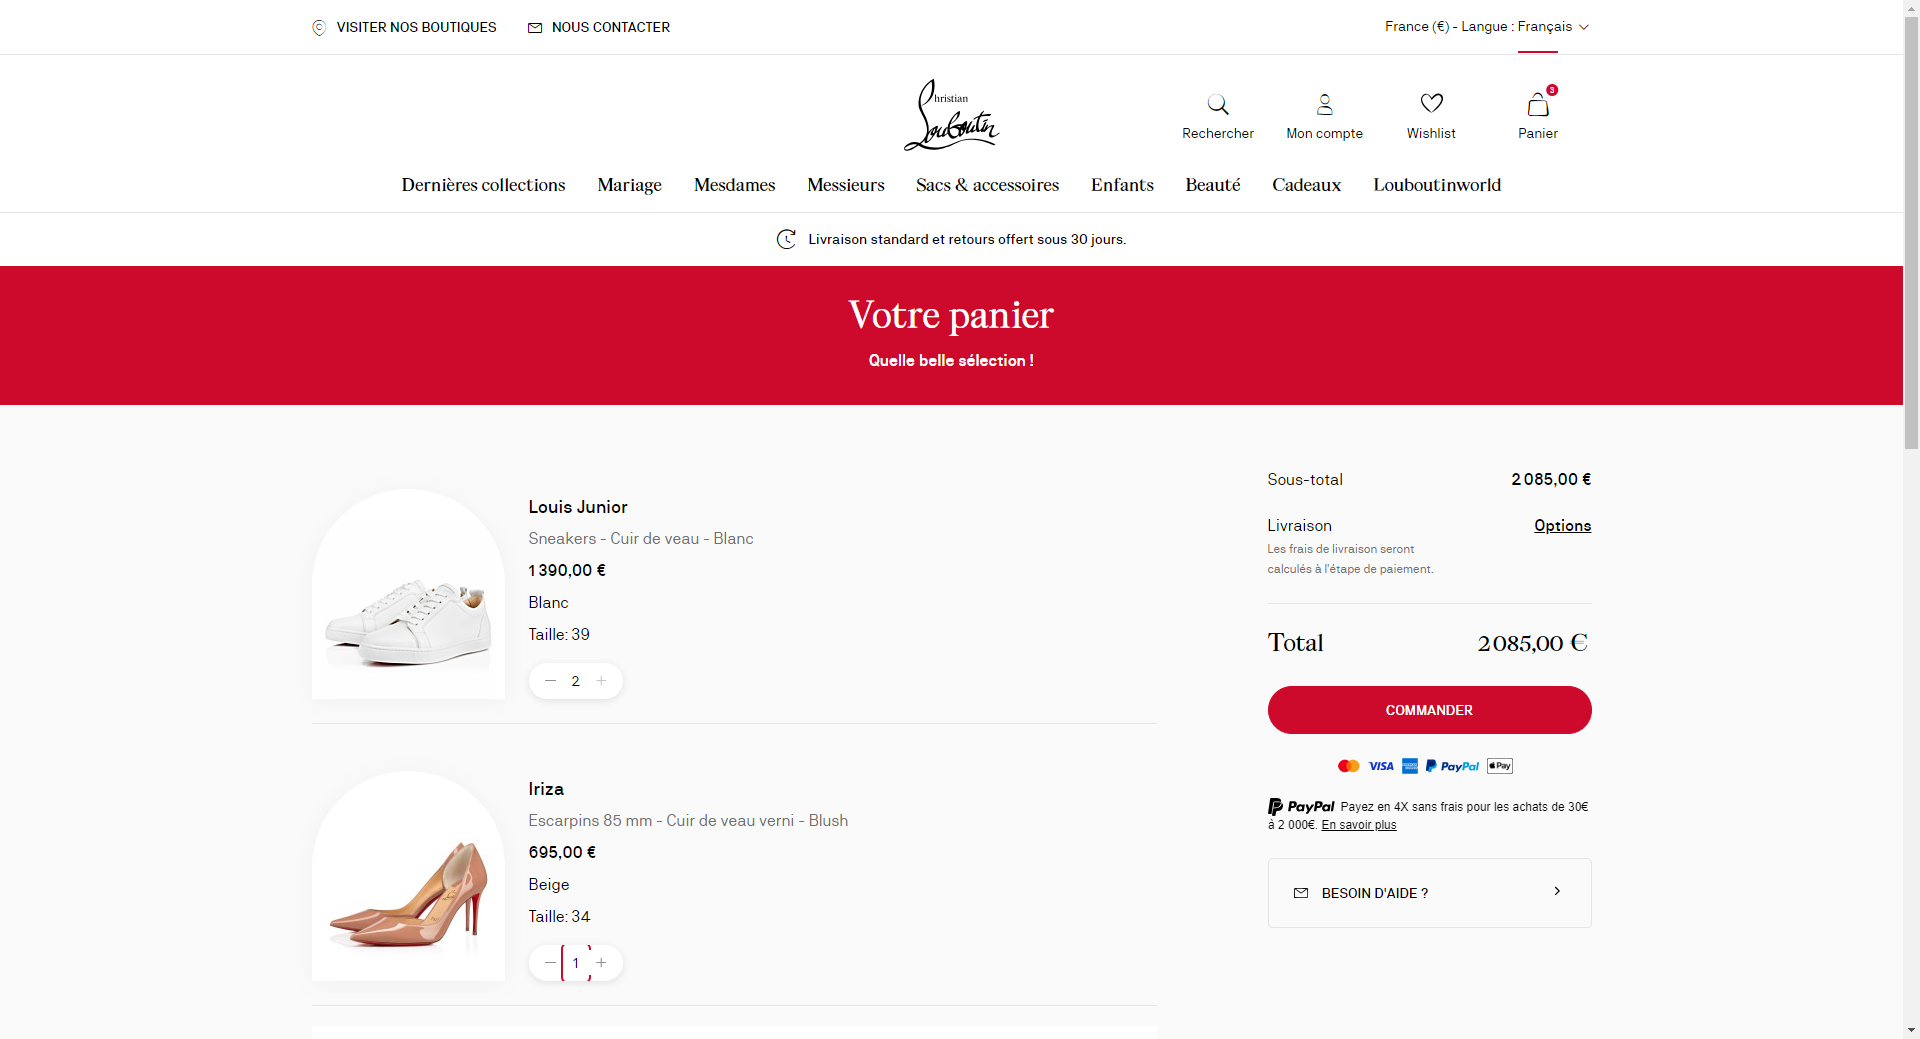 VISITER NOS BOUTIQUES
NOUS CONTACTER
France (€) - Langue : Français
Christian
Louboutin
3
Rechercher
Mon compte
Wishlist
Panier
Dernières collections
Mariage
Mesdames
Messieurs
Sacs & accessoires
Enfants
Beauté
Cadeaux
Louboutinworld
Livraison standard et retours offert sous 30 jours.
Votre panier
Quelle belle sélection !
Louis Junior
Sneakers - Cuir de veau - Blanc
1 390,00 €
Blanc
Taille: 39
2
Iriza
Escarpins 85 mm - Cuir de veau verni - Blush
695,00 €
Beige
Taille: 34
1
Sous-total
2 085,00 €
Livraison
Options
Les frais de livraison seront
calculés à l'étape de paiement.
Total
2 085,00 €
COMMANDER
VISA
PayPal
Pay
PayPal Payez en 4X sans frais pour les achats de 30€
à 2 000€. En savoir plus
BESOIN D'AIDE ?